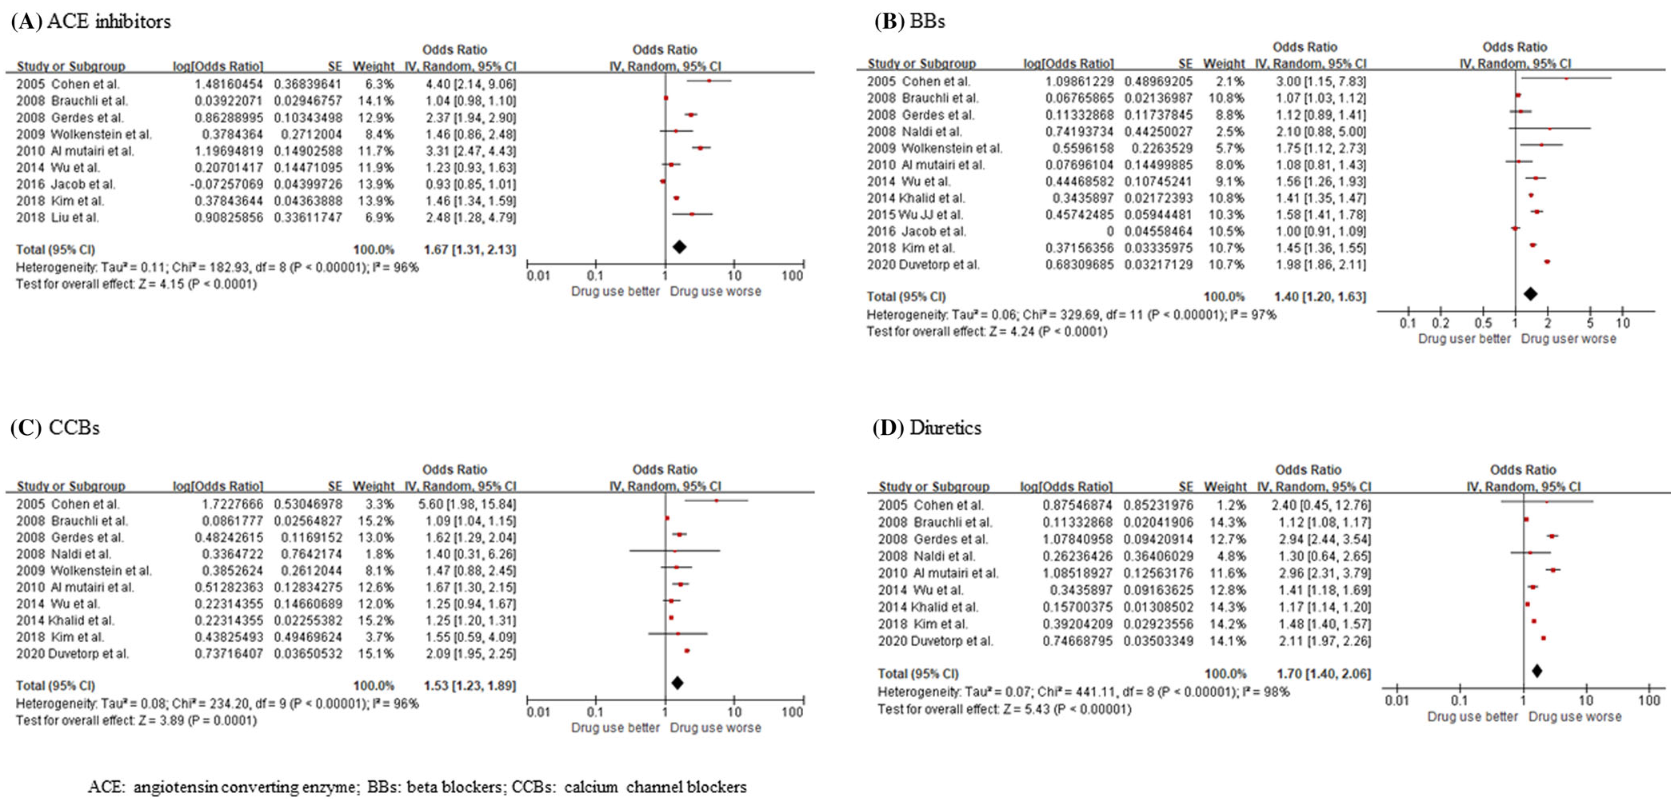 (A) ACE inhibitors
Odds Ratio Odds Ratio
Study or Subgroup log[Odds Ratio] SE Weight IV, Random, 95% CI IV, Random, 95% CI
2005 Cohen et al. 1.48160454 0.36839641 6.3% 4.40 [2.14, 9.06]
2008 Brauchli et al. 0.03922071 0.02946757 14.1% 1.04 [0.98, 1.10]
2008 Gerdes et al. 0.86288995 0.10343498 12.9% 2.37 [1.94, 2.90]
2009 Wolkenstein et al. 0.3784364 0.2712004 8.4% 1.46 [0.86, 2.48]
2010 Al mutairi et al. 1.19694819 0.14902588 11.7% 3.31 [2.47, 4.43]
2014 Wu et al. 0.20701417 0.14471095 11.9% 1.23 [0.93, 1.63]
2016 Jacob et al. -0.07257069 0.04399726 13.9% 0.93 [0.85, 1.01]
2018 Kim et al. 0.37843644 0.04363888 13.9% 1.46 [1.34, 1.59]
2018 Liu et al. 0.90825856 0.33611747 6.9% 2.48 [1.28, 4.79]
Total (95% CI) 100.0% 1.67 [1.31, 2.13]
Heterogeneity: Tau² = 0.11; Chi² = 182.93, df = 8 (P < 0.00001); I² = 96%
Test for overall effect: Z = 4.15 (P < 0.0001)
0.01 0.1 1 10 100
Drug use better Drug use worse
(B) BBs
Odds Ratio Odds Ratio
Study or Subgroup log[Odds Ratio] SE Weight IV, Random, 95% CI IV, Random, 95% CI
2005 Cohen et al. 1.09861229 0.48969205 2.1% 3.00 [1.15, 7.83]
2008 Brauchli et al. 0.06765865 0.02136987 10.8% 1.07 [1.03, 1.12]
2008 Gerdes et al. 0.11332868 0.11737845 8.8% 1.12 [0.89, 1.41]
2008 Naldi et al. 0.74193734 0.44250027 2.5% 2.10 [0.88, 5.00]
2009 Wolkenstein et al. 0.5596158 0.2263529 5.7% 1.75 [1.12, 2.73]
2010 Al mutairi et al. 0.07696104 0.14499885 8.0% 1.08 [0.81, 1.43]
2014 Wu et al. 0.44468582 0.10745241 9.1% 1.56 [1.26, 1.93]
2014 Khalid et al. 0.3435897 0.02172393 10.8% 1.41 [1.35, 1.47]
2015 Wu JJ et al. 0.45742485 0.05944481 10.3% 1.58 [1.41, 1.78]
2016 Jacob et al. 0 0.04558464 10.5% 1.00 [0.91, 1.09]
2018 Kim et al. 0.37156356 0.03335975 10.7% 1.45 [1.36, 1.55]
2020 Duvetorp et al. 0.68309685 0.03217129 10.7% 1.98 [1.86, 2.11]
Total (95% CI) 100.0% 1.40 [1.20, 1.63]
Heterogeneity: Tau² = 0.06; Chi² = 329.69, df = 11 (P < 0.00001); I² = 97%
Test for overall effect: Z = 4.24 (P < 0.0001)
0.1 0.2 0.5 1 2 5 10
Drug user better Drug user worse
(C) CCBs
Odds Ratio Odds Ratio
Study or Subgroup log[Odds Ratio] SE Weight IV, Random, 95% CI IV, Random, 95% CI
2005 Cohen et al. 1.7227666 0.53046978 3.3% 5.60 [1.98, 15.84]
2008 Brauchli et al. 0.0861777 0.02564827 15.2% 1.09 [1.04, 1.15]
2008 Gerdes et al. 0.48242615 0.1169152 13.0% 1.62 [1.29, 2.04]
2008 Naldi et al. 0.3364722 0.7642174 1.8% 1.40 [0.31, 6.26]
2009 Wolkenstein et al. 0.3852624 0.2612044 8.1% 1.47 [0.88, 2.45]
2010 Al mutairi et al. 0.51282363 0.12834275 12.6% 1.67 [1.30, 2.15]
2014 Wu et al. 0.22314355 0.14660689 12.0% 1.25 [0.94, 1.67]
2014 Khalid et al. 0.22314355 0.02255382 15.2% 1.25 [1.20, 1.31]
2018 Kim et al. 0.43825493 0.49469624 3.7% 1.55 [0.59, 4.09]
2020 Duvetorp et al. 0.73716407 0.03650532 15.1% 2.09 [1.95, 2.25]
Total (95% CI) 100.0% 1.53 [1.23, 1.89]
Heterogeneity: Tau² = 0.08; Chi² = 234.20, df = 9 (P < 0.00001); I² = 96%
Test for overall effect: Z = 3.89 (P = 0.0001)
0.01 0.1 1 10 100
Drug use better Drug use worse
(D) Diuretics
Odds Ratio Odds Ratio
Study or Subgroup log[Odds Ratio] SE Weight IV, Random, 95% CI IV, Random, 95% CI
2005 Cohen et al. 0.87546874 0.85231976 1.2% 2.40 [0.45, 12.76]
2008 Brauchli et al. 0.11332868 0.02041906 14.3% 1.12 [1.08, 1.17]
2008 Gerdes et al. 1.07840958 0.09420914 12.7% 2.94 [2.44, 3.54]
2008 Naldi et al. 0.26236426 0.36406029 4.8% 1.30 [0.64, 2.65]
2010 Al mutairi et al. 1.08518927 0.12563176 11.6% 2.96 [2.31, 3.79]
2014 Wu et al. 0.3435897 0.09163625 12.8% 1.41 [1.18, 1.69]
2014 Khalid et al. 0.15700375 0.01308502 14.3% 1.17 [1.14, 1.20]
2018 Kim et al. 0.39204209 0.02923556 14.2% 1.48 [1.40, 1.57]
2020 Duvetorp et al. 0.74668795 0.03503349 14.1% 2.11 [1.97, 2.26]
Total (95% CI) 100.0% 1.70 [1.40, 2.06]
Heterogeneity: Tau² = 0.07; Chi² = 441.11, df = 8 (P < 0.00001); I² = 98%
Test for overall effect: Z = 5.43 (P < 0.00001)
0.01 0.1 1 10 100
Drug use better Drug use worse
ACE: angiotensin converting enzyme; BBs: beta blockers; CCBs: calcium channel blockers